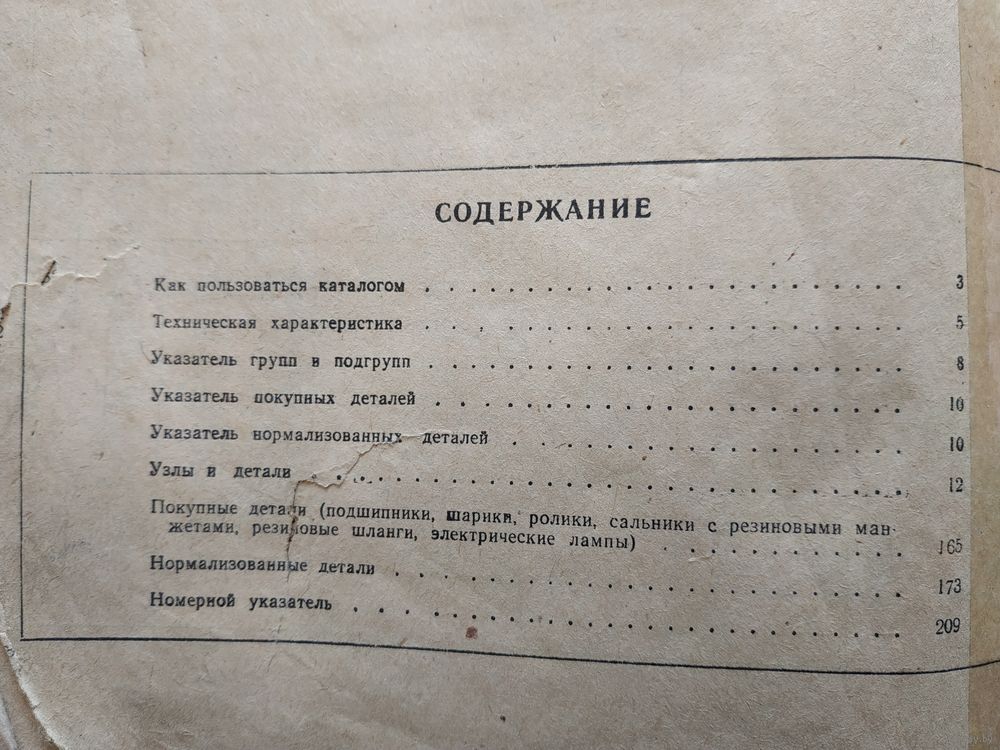 СОДЕРЖАНИЕ
Как пользоваться каталогом . . . . . . . . . . . . . . . . . . . . 3
Техническая характеристика . . . . . . . . . . . . . . . . . . . . 5
Указатель групп и подгрупп . . . . . . . . . . . . . . . . . . . . 8
Указатель покупных деталей . . . . . . . . . . . . . . . . . . . . 10
Указатель нормализованных деталей . . . . . . . . . . . . . . . . . 10
Узлы и детали . . . . . . . . . . . . . . . . . . . . . . . . . 12
Покупные детали (подшипники, шарики, ролики, сальники с резиновыми ман-
жетами, резиновые шланги, электрические лампы) . . . . . . . . . . 165
Нормализованные детали . . . . . . . . . . . . . . . . . . . . . 173
Номерной указатель . . . . . . . . . . . . . . . . . . . . . . . 209